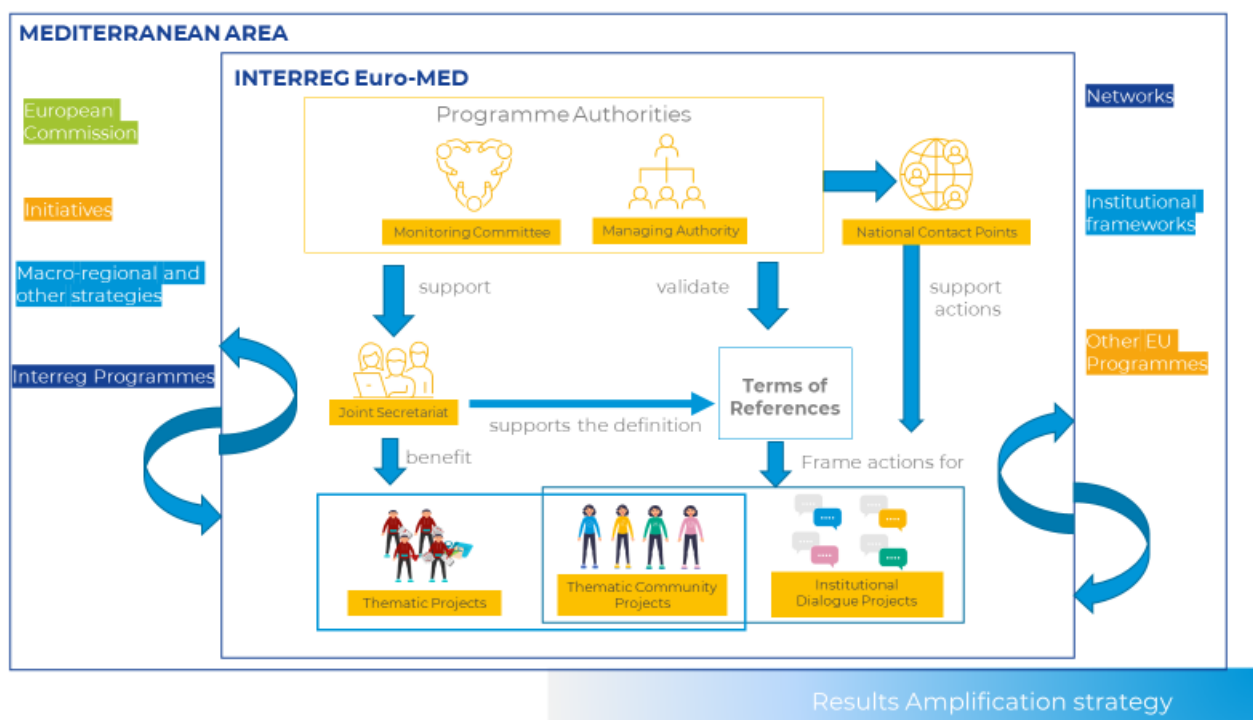 MEDITERRANEAN AREA
INTERREG Euro-MED
European
Commission
Initiatives
Macro-regional and
other strategies
Interreg Programmes
Programme Authorities
Monitoring Committee
Managing Authority
National Contact Points
support
validate
support
actions
Joint Secretariat
supports the definition
Terms of
References
benefit
Frame actions for
Thematic Projects
Thematic Community
Projects
Institutional
Dialogue Projects
Networks
Institutional
frameworks
Other EU
Programmes
Results Amplification strategy